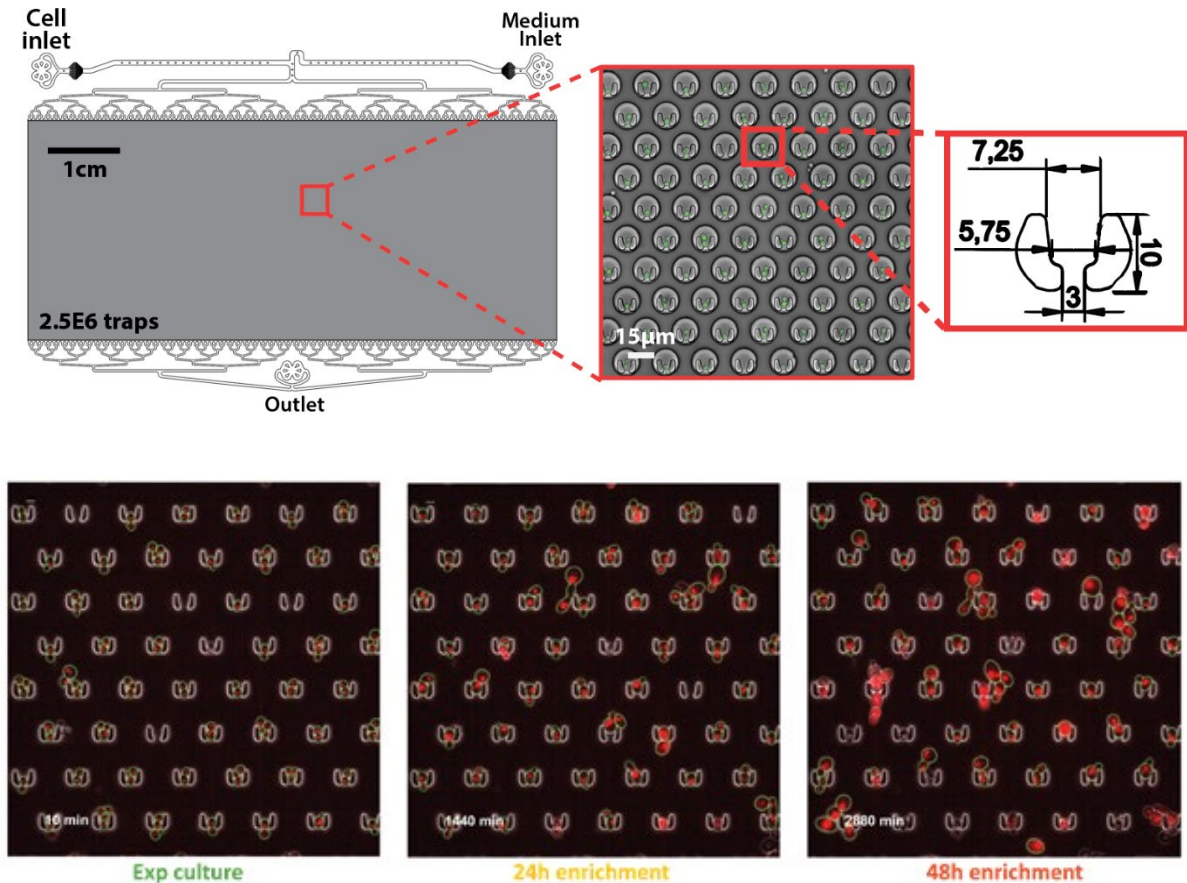 Cell
inlet
Medium
Inlet
1cm
2.5E6 traps
Outlet
15µm
7,25
5,75
10
3
10 min
1440 min
2880 min
Exp culture
24h enrichment
48h enrichment